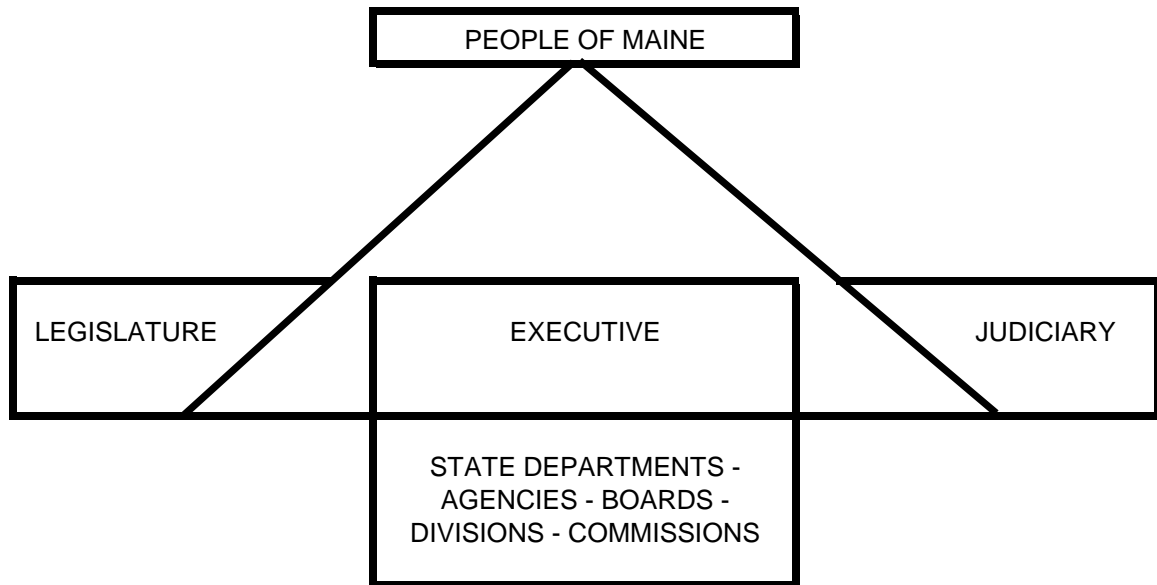 PEOPLE OF MAINE
LEGISLATURE
EXECUTIVE
JUDICIARY
STATE DEPARTMENTS -
AGENCIES - BOARDS -
DIVISIONS - COMMISSIONS